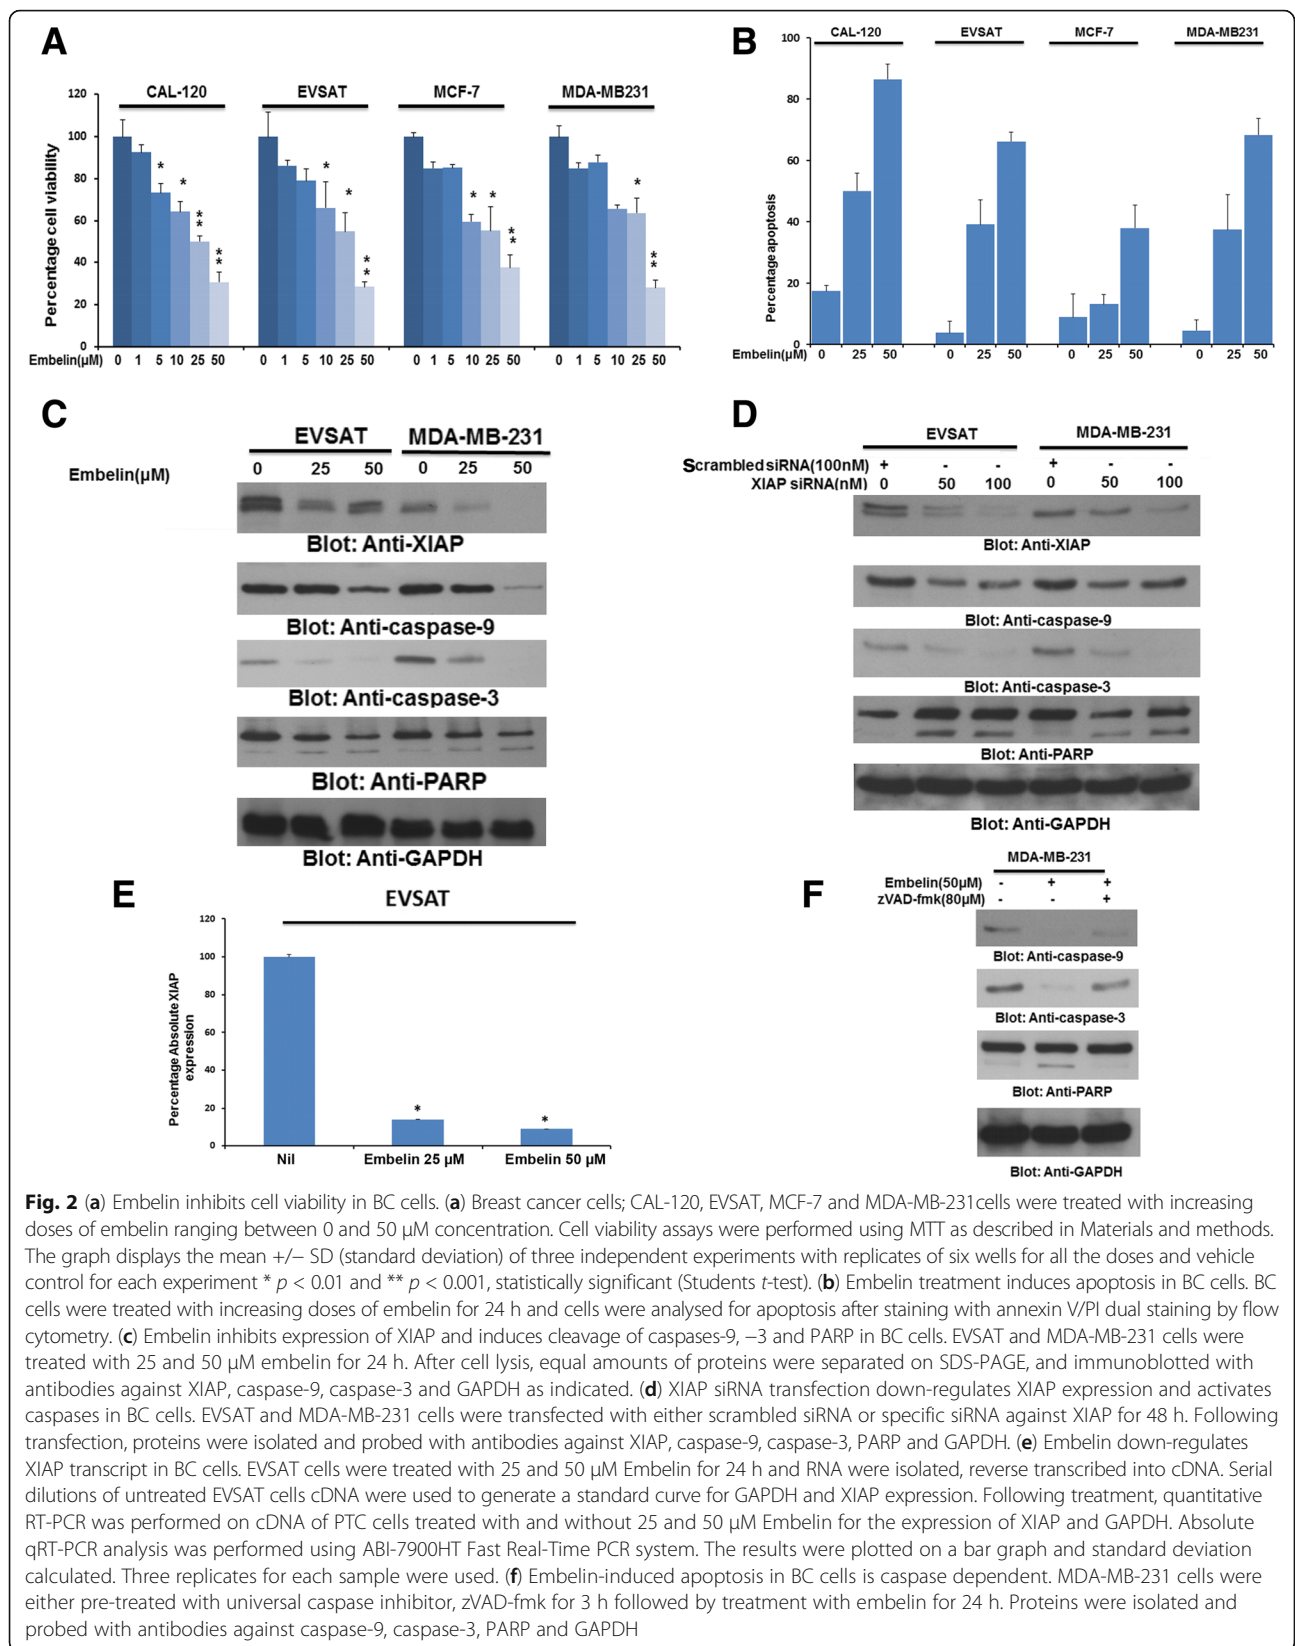 A
CAL-120 EVSAT MCF-7 MDA-MB231
Percentage cell viability
120
100
80
60
40
20
0
* * ** ** * * ** * * ** * **
0 1 5 10 25 50 0 1 5 10 25 50 0 1 5 10 25 50 0 1 5 10 25 50
Embelin(µM)
B
CAL-120 EVSAT MCF-7 MDA-MB231
Percentage apoptosis
100
80
60
40
20
0
Embelin(µM) 0 25 50 0 25 50 0 25 50 0 25 50
C
EVSAT MDA-MB-231
Embelin(µM) 0 25 50 0 25 50
Blot: Anti-XIAP
Blot: Anti-caspase-9
Blot: Anti-caspase-3
Blot: Anti-PARP
Blot: Anti-GAPDH
D
EVSAT MDA-MB-231
Scrambled siRNA(100nM) + - - + - -
XIAP siRNA(nM) 0 50 100 0 50 100
Blot: Anti-XIAP
Blot: Anti-caspase-9
Blot: Anti-caspase-3
Blot: Anti-PARP
Blot: Anti-GAPDH
E
EVSAT
Percentage Absolute XIAP
expression
120
100
80
60
40
20
0
* *
Nil Embelin 25 µM Embelin 50 µM
F
MDA-MB-231
Embelin(50µM) - + +
zVAD-fmk(80µM) - - +
Blot: Anti-caspase-9
Blot: Anti-caspase-3
Blot: Anti-PARP
Blot: Anti-GAPDH
Fig. 2 (a) Embelin inhibits cell viability in BC cells. (a) Breast cancer cells; CAL-120, EVSAT, MCF-7 and MDA-MB-231cells were treated with increasing
doses of embelin ranging between 0 and 50 µM concentration. Cell viability assays were performed using MTT as described in Materials and methods.
The graph displays the mean +/− SD (standard deviation) of three independent experiments with replicates of six wells for all the doses and vehicle
control for each experiment * p < 0.01 and ** p < 0.001, statistically significant (Students t-test). (b) Embelin treatment induces apoptosis in BC cells. BC
cells were treated with increasing doses of embelin for 24 h and cells were analysed for apoptosis after staining with annexin V/PI dual staining by flow
cytometry. (c) Embelin inhibits expression of XIAP and induces cleavage of caspases-9, −3 and PARP in BC cells. EVSAT and MDA-MB-231 cells were
treated with 25 and 50 µM embelin for 24 h. After cell lysis, equal amounts of proteins were separated on SDS-PAGE, and immunoblotted with
antibodies against XIAP, caspase-9, caspase-3 and GAPDH as indicated. (d) XIAP siRNA transfection down-regulates XIAP expression and activates
caspases in BC cells. EVSAT and MDA-MB-231 cells were transfected with either scrambled siRNA or specific siRNA against XIAP for 48 h. Following
transfection, proteins were isolated and probed with antibodies against XIAP, caspase-9, caspase-3, PARP and GAPDH. (e) Embelin down-regulates
XIAP transcript in BC cells. EVSAT cells were treated with 25 and 50 µM Embelin for 24 h and RNA were isolated, reverse transcribed into cDNA. Serial
dilutions of untreated EVSAT cells cDNA were used to generate a standard curve for GAPDH and XIAP expression. Following treatment, quantitative
RT-PCR was performed on cDNA of PTC cells treated with and without 25 and 50 µM Embelin for the expression of XIAP and GAPDH. Absolute
qRT-PCR analysis was performed using ABI-7900HT Fast Real-Time PCR system. The results were plotted on a bar graph and standard deviation
calculated. Three replicates for each sample were used. (f) Embelin-induced apoptosis in BC cells is caspase dependent. MDA-MB-231 cells were
either pre-treated with universal caspase inhibitor, zVAD-fmk for 3 h followed by treatment with embelin for 24 h. Proteins were isolated and
probed with antibodies against caspase-9, caspase-3, PARP and GAPDH